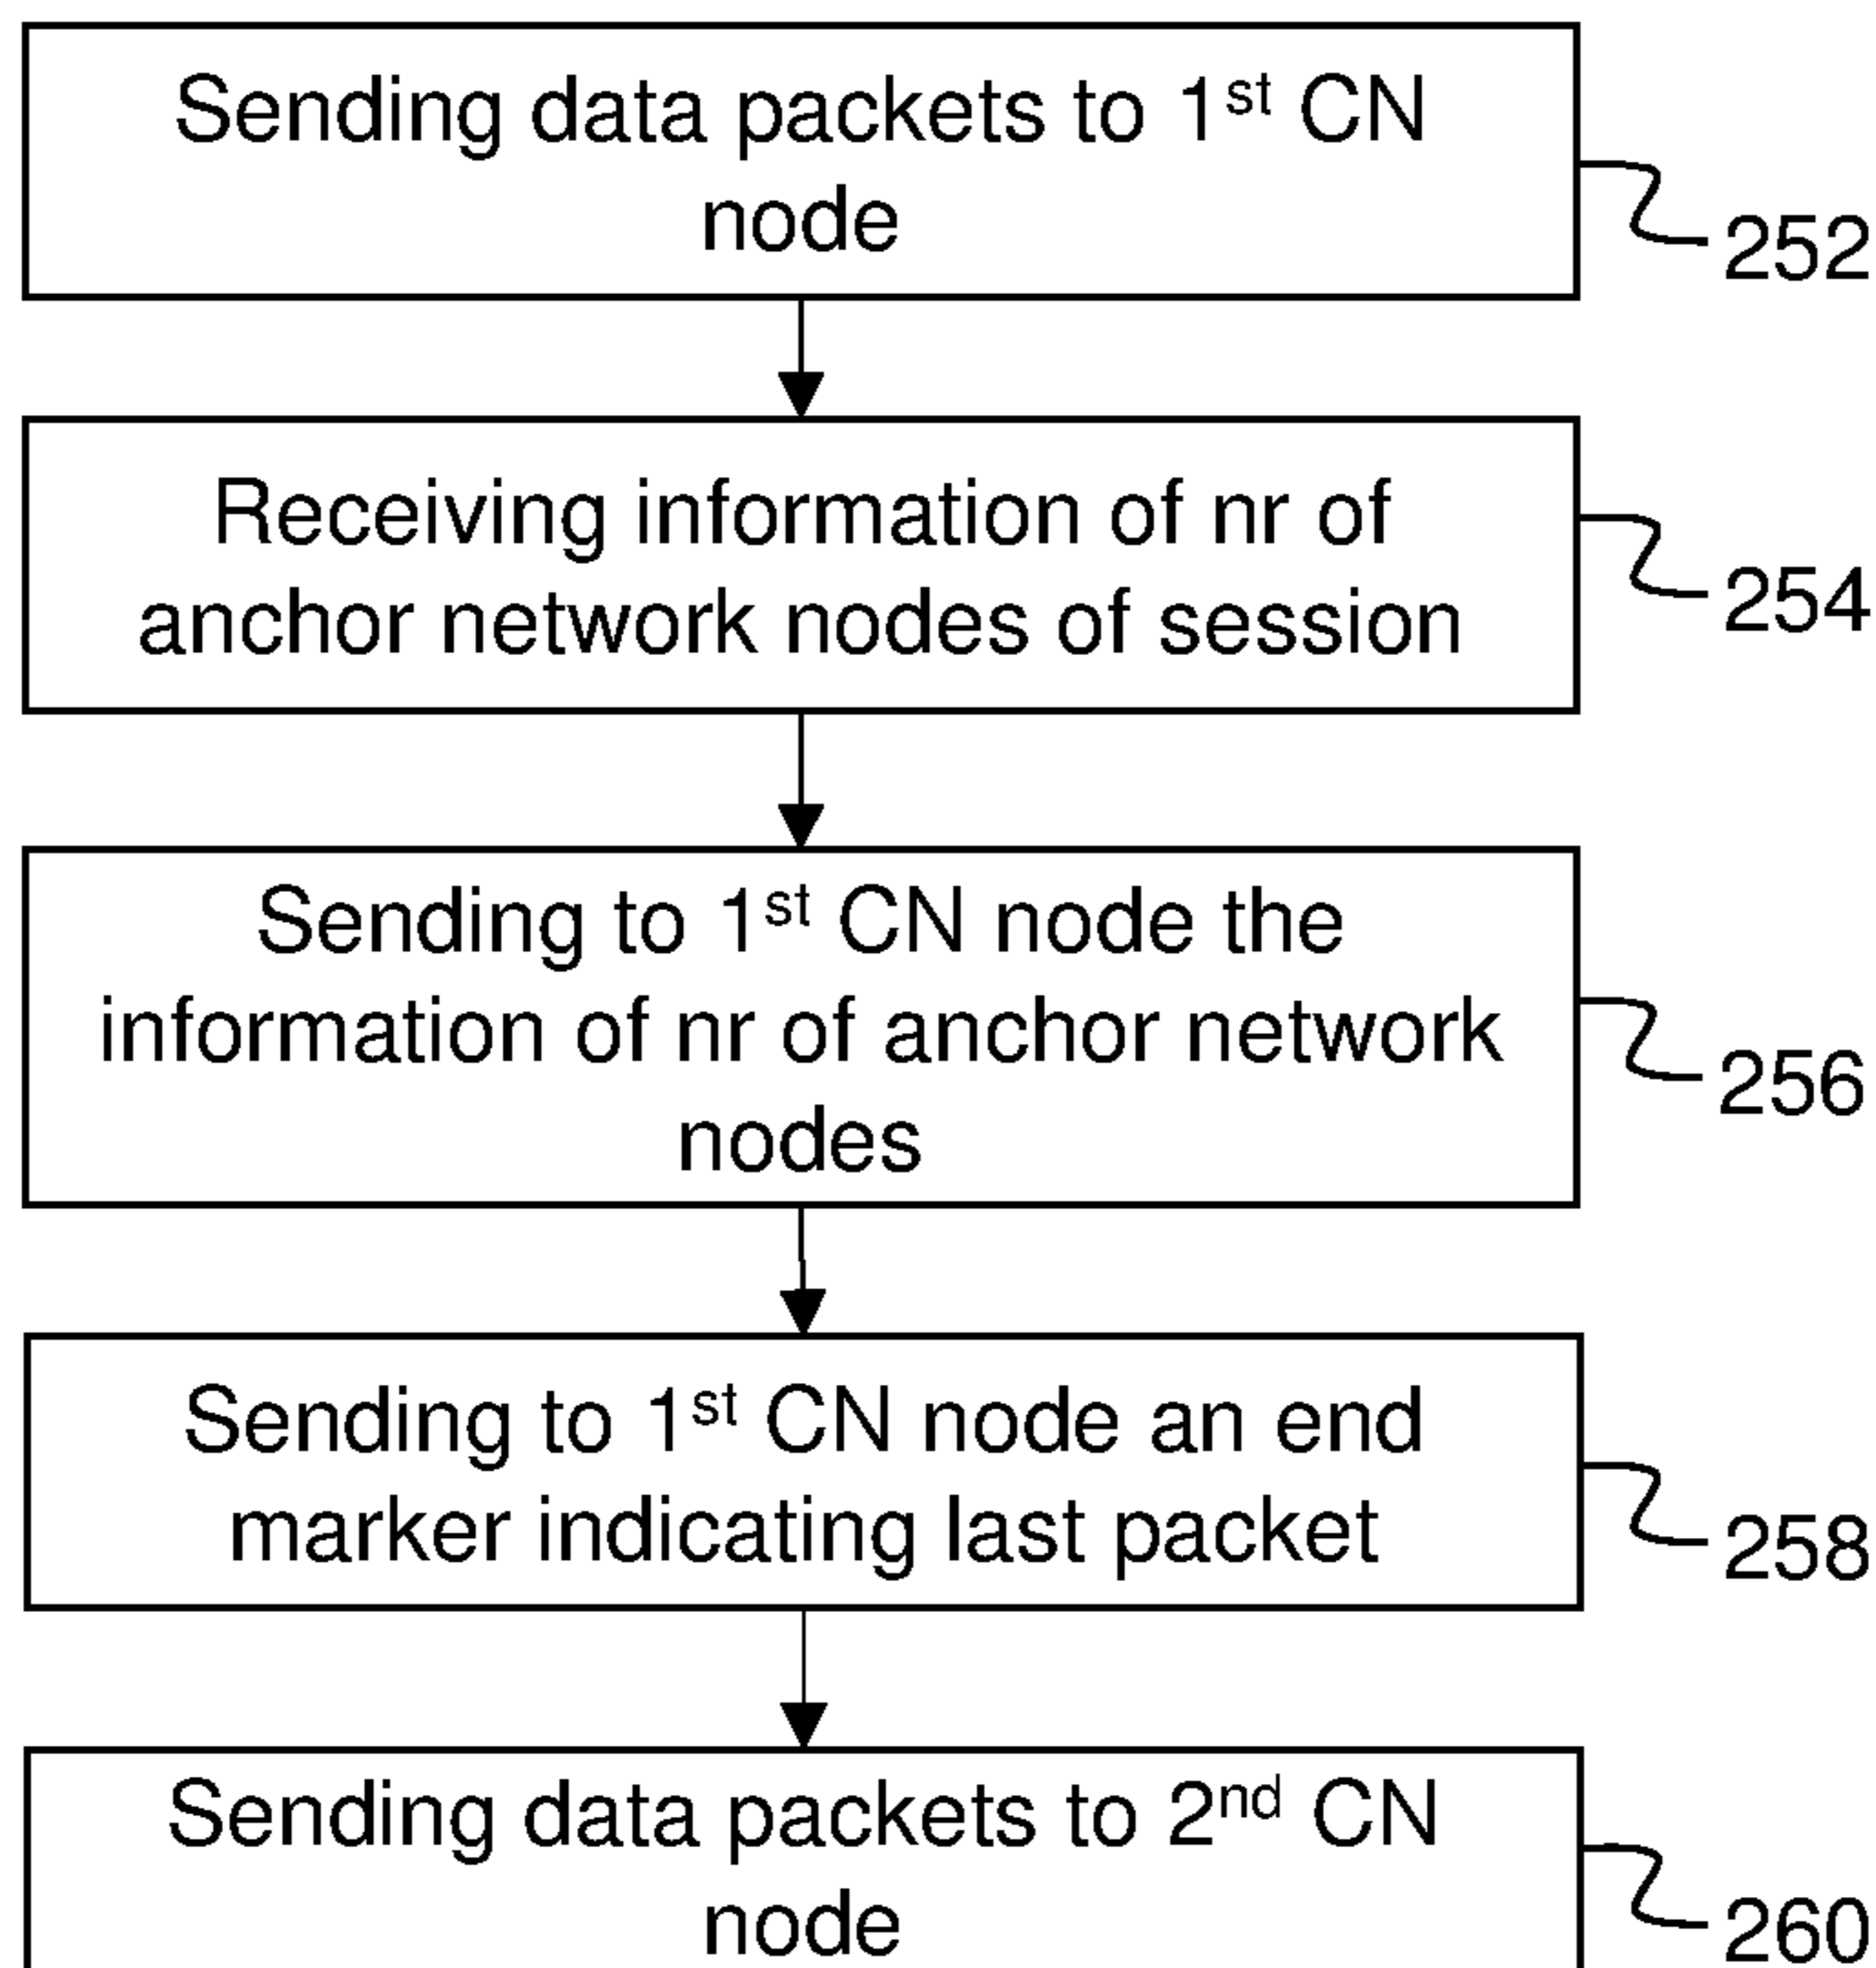 Sending data packets to 1st CN
node
252
Receiving information of nr of
anchor network nodes of session
254
Sending to 1st CN node the
information of nr of anchor network
nodes
256
Sending to 1st CN node an end
marker indicating last packet
258
Sending data packets to 2nd CN
node
260